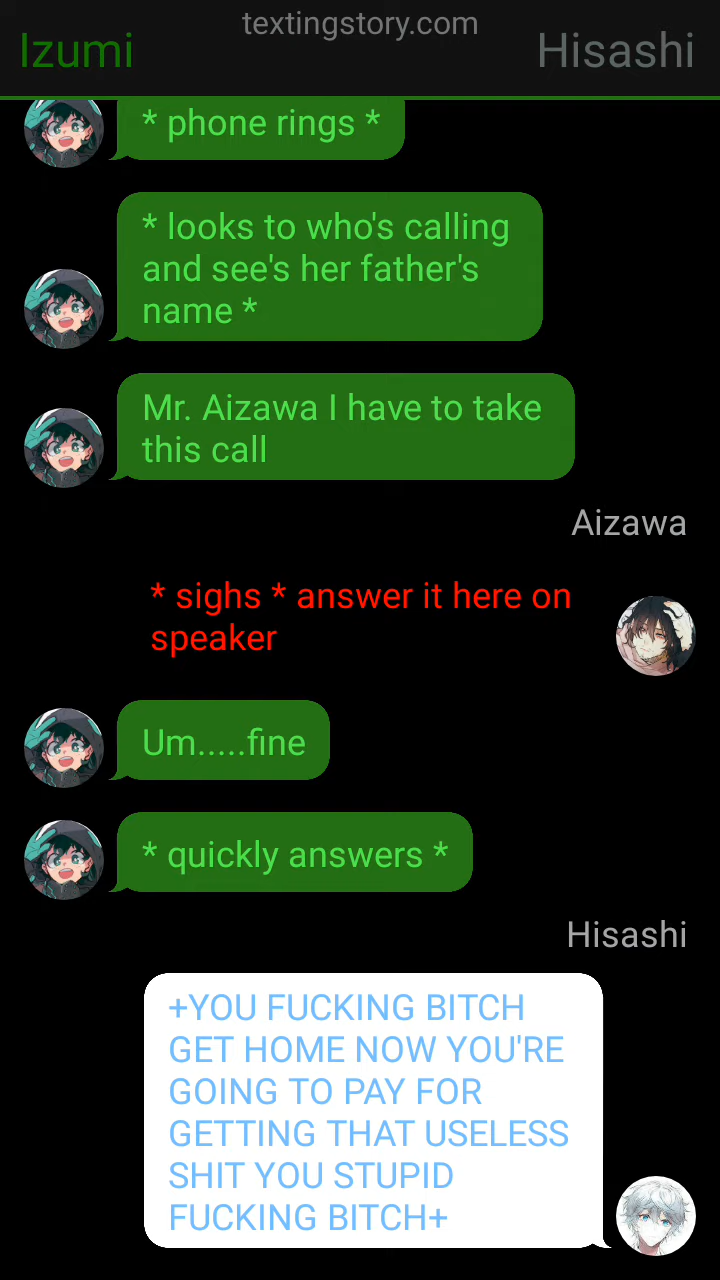 textingstory.com
Izumi
Hisashi
* phone rings *
* looks to who's calling
and see's her father's
name *
Mr. Aizawa I have to take
this call
Aizawa
* sighs * answer it here on
speaker
Um.....fine
* quickly answers *
Hisashi
+YOU FUCKING BITCH
GET HOME NOW YOU'RE
GOING TO PAY FOR
GETTING THAT USELESS
SHIT YOU STUPID
FUCKING BITCH+